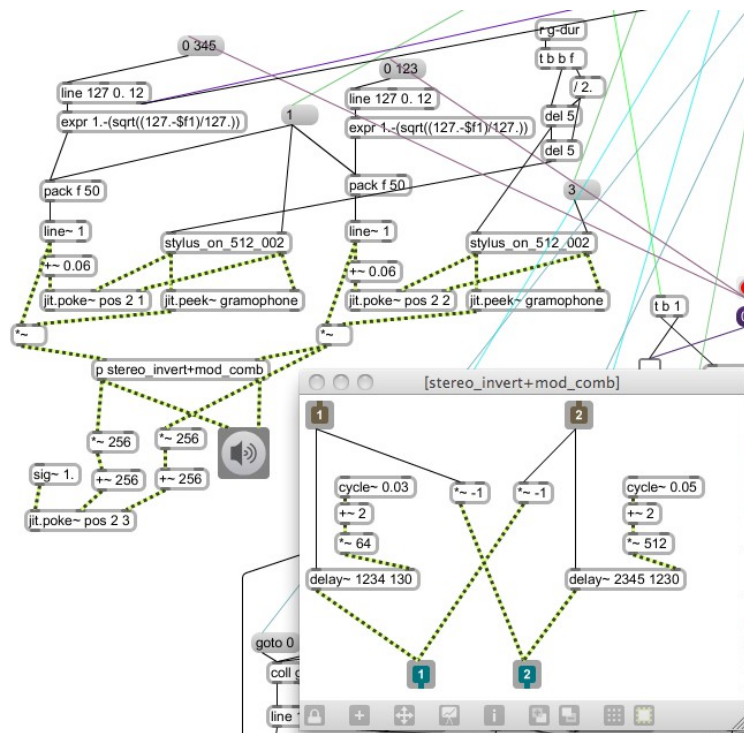 0 345
r g-dur
t b b f
0 123
/ 2.
line 127 0. 12
line 127 0. 12
1
del 5
expr 1.-(sqrt((127.-$f1)/127.))
expr 1.-(sqrt((127.-$f1)/127.))
del 5
pack f 50
pack f 50
3
line~ 1
line~ 1
stylus_on_512_002
stylus_on_512_002
+~ 0.06
+~ 0.06
jit.poke~ pos 2 1
jit.peek~ gramophone
jit.poke~ pos 2 2
jit.peek~ gramophone
t b 1
*~
*~
p stereo_invert+mod_comb
[stereo_invert+mod_comb]
1
2
*~ 256
*~ 256
sig~ 1.
+~ 256
+~ 256
jit.poke~ pos 2 3
cycle~ 0.03
*~ -1
*~ -1
cycle~ 0.05
+~ 2
+~ 2
*~ 64
*~ 512
delay~ 1234 130
delay~ 2345 1230
goto 0
1
2
coll g
line 1